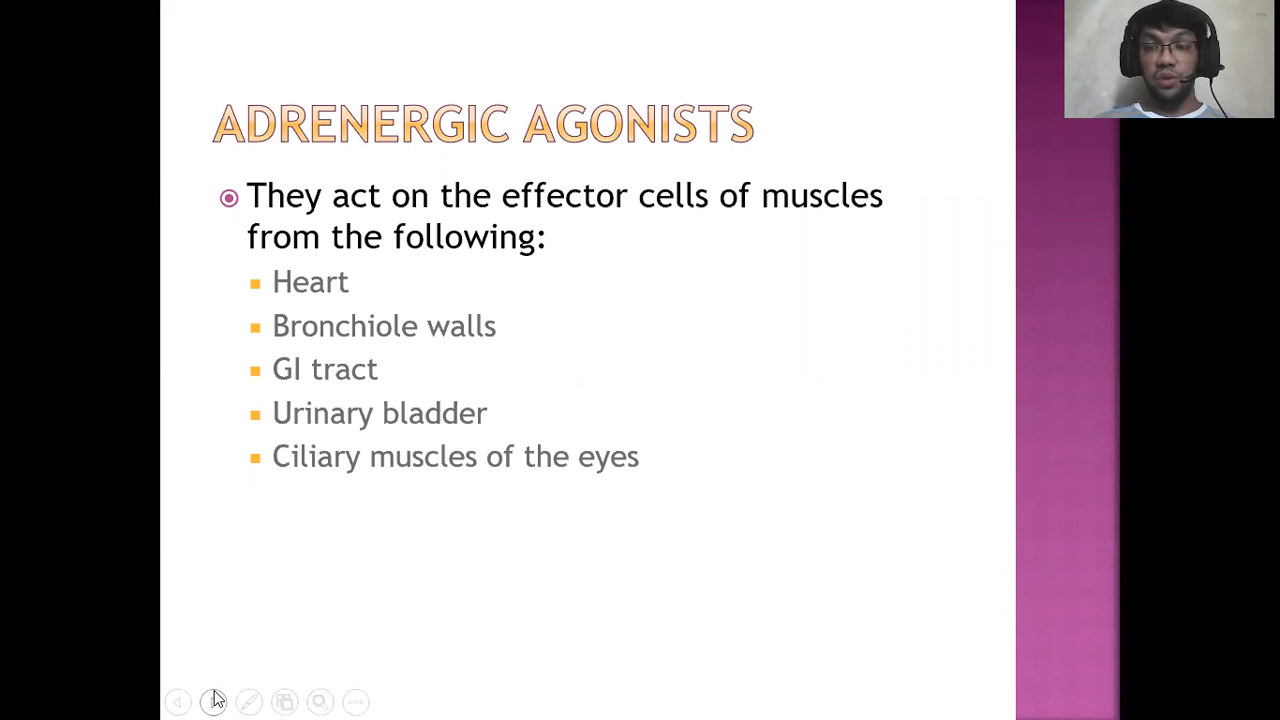 ADRENERGIC AGONISTS
They act on the effector cells of muscles
from the following:
Heart
Bronchiole walls
GI tract
Urinary bladder
Ciliary muscles of the eyes